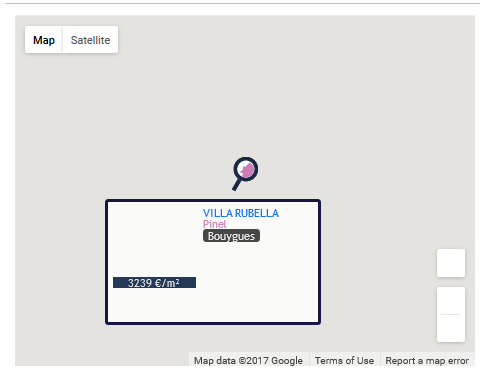 Map Satellite
VILLA RUBELLA
Pinel
Bouygues
3239 €/m²
Map data ©2017 Google Terms of Use Report a map error